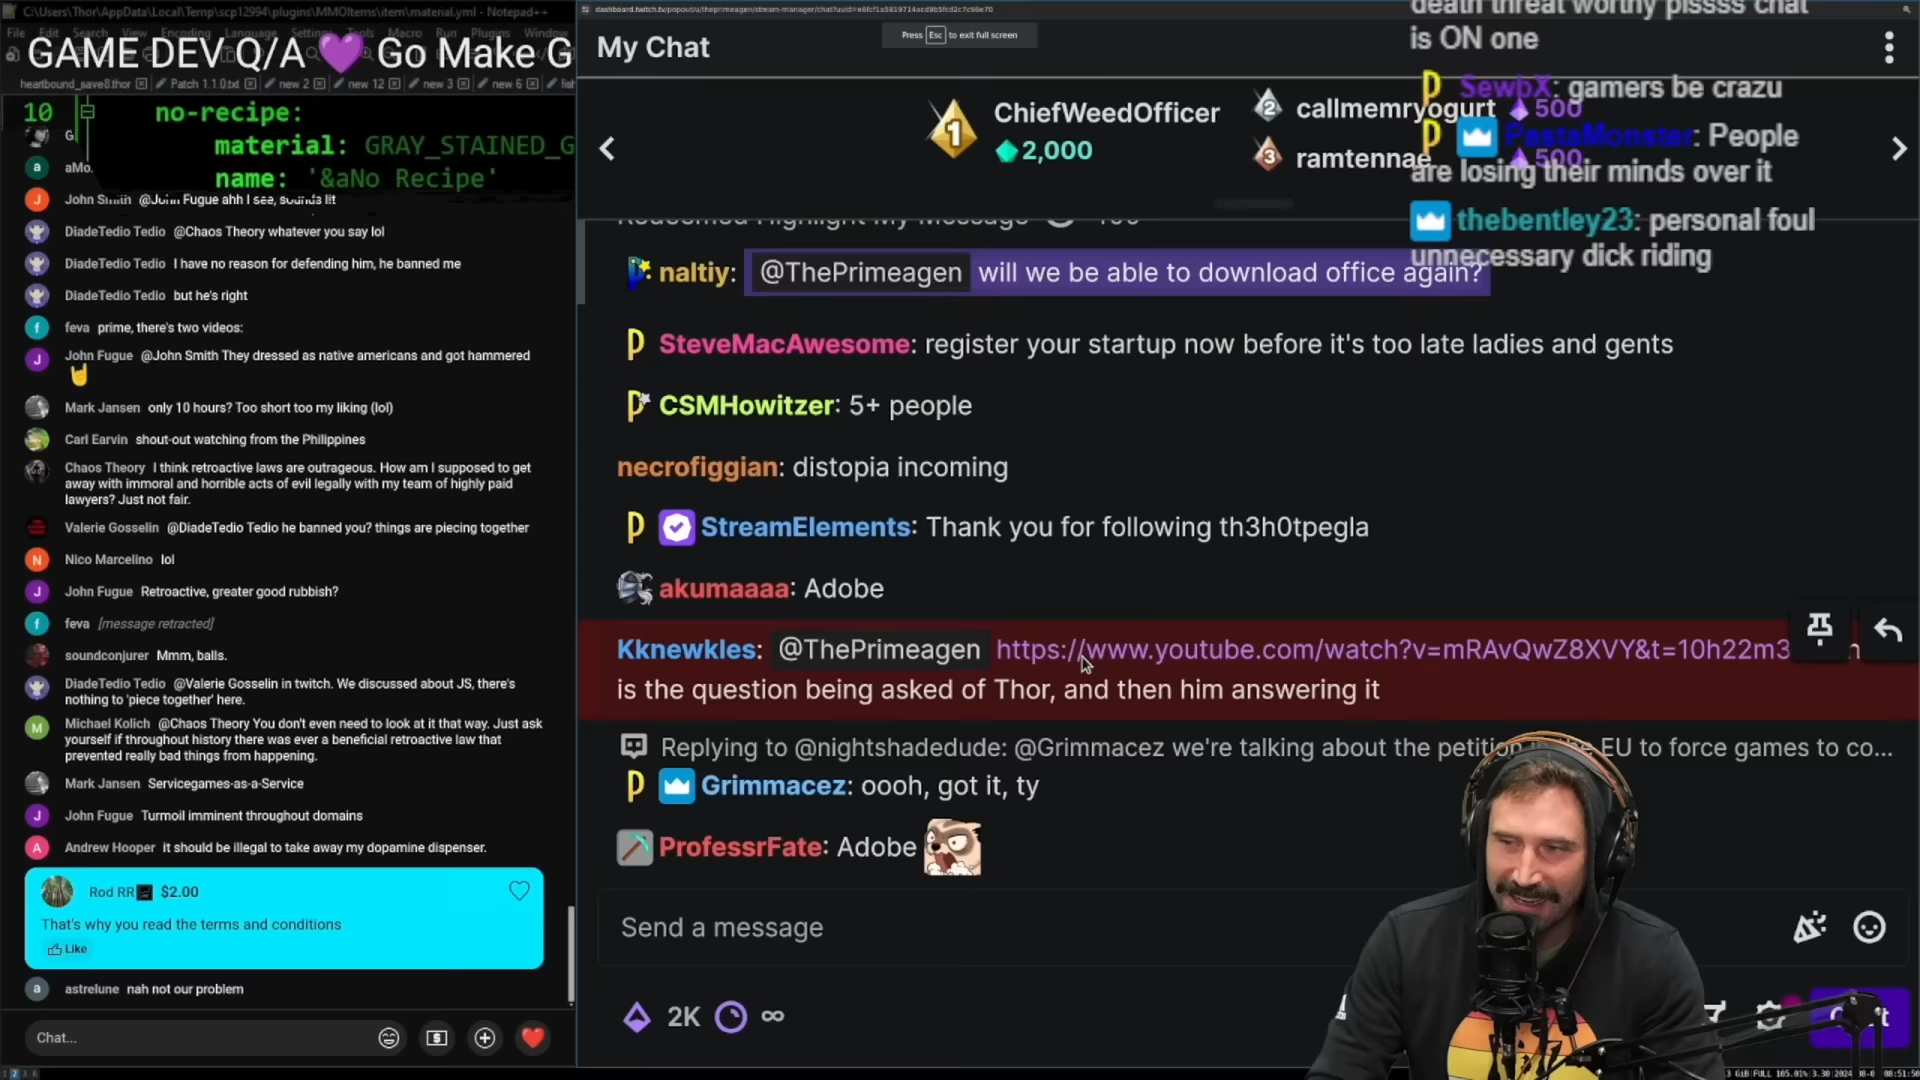 C:\Users\Thor\AppData\Local\Temp\scp12994\plugins\MMOItems\item\material.yml - Notepad++
File Edit Search View Encoding Language Settings Tools Macro Run Plugins Window
GAME DEV Q/A 💜 Go Make G
heartbound_save8.thor Patch 1.1.0.txt new 2 new 12 new 3 new 6 fish
10 no-recipe:
material: GRAY_STAINED_G
name: '&aNo Recipe'
G
a aMo.
J John Smith @John Fugue ahh I see, sounds lit
DiadeTedio Tedio @Chaos Theory whatever you say lol
DiadeTedio Tedio I have no reason for defending him, he banned me
DiadeTedio Tedio but he's right
f feva prime, there's two videos:
J John Fugue @John Smith They dressed as native americans and got hammered
🤘
Mark Jansen only 10 hours? Too short too my liking (lol)
Carl Earvin shout-out watching from the Philippines
Chaos Theory I think retroactive laws are outrageous. How am I supposed to get
away with immoral and horrible acts of evil legally with my team of highly paid
lawyers? Just not fair.
Valerie Gosselin @DiadeTedio Tedio he banned you? things are piecing together
N Nico Marcelino lol
J John Fugue Retroactive, greater good rubbish?
f feva [message retracted]
soundconjurer Mmm, balls.
DiadeTedio Tedio @Valerie Gosselin in twitch. We discussed about JS, there's
nothing to 'piece together' here.
M Michael Kolich @Chaos Theory You don't even need to look at it that way. Just ask
yourself if throughout history there was ever a beneficial retroactive law that
prevented really bad things from happening.
Mark Jansen Servicegames-as-a-Service
J John Fugue Turmoil imminent throughout domains
A Andrew Hooper it should be illegal to take away my dopamine dispenser.
Rod RR $2.00
That's why you read the terms and conditions
Like
a astrelune nah not our problem
Chat...
Press Esc to exit full screen
My Chat
1 ChiefWeedOfficer
2,000
2 callmemryogurt 500
3 ramtennae 500
Redeemed Highlight My Message
naltiy: @ThePrimeagen will we be able to download office again?
SteveMacAwesome: register your startup now before it's too late ladies and gents
CSMHowitzer: 5+ people
necrofiggian: distopia incoming
StreamElements: Thank you for following th3h0tpegla
akumaaaa: Adobe
Kknewkles: @ThePrimeagen https://www.youtube.com/watch?v=mRAvQwZ8XVY&t=10h22m3
is the question being asked of Thor, and then him answering it
Replying to @nightshadedude: @Grimmacez we're talking about the petition in the EU to force games to co...
Grimmacez: oooh, got it, ty
ProfessrFate: Adobe
Send a message
2K ∞
death threat worthy pissss chat
is ON one
SewbX: gamers be crazu
PastaMonster: People
are losing their minds over it
thebentley23: personal foul
unnecessary dick riding